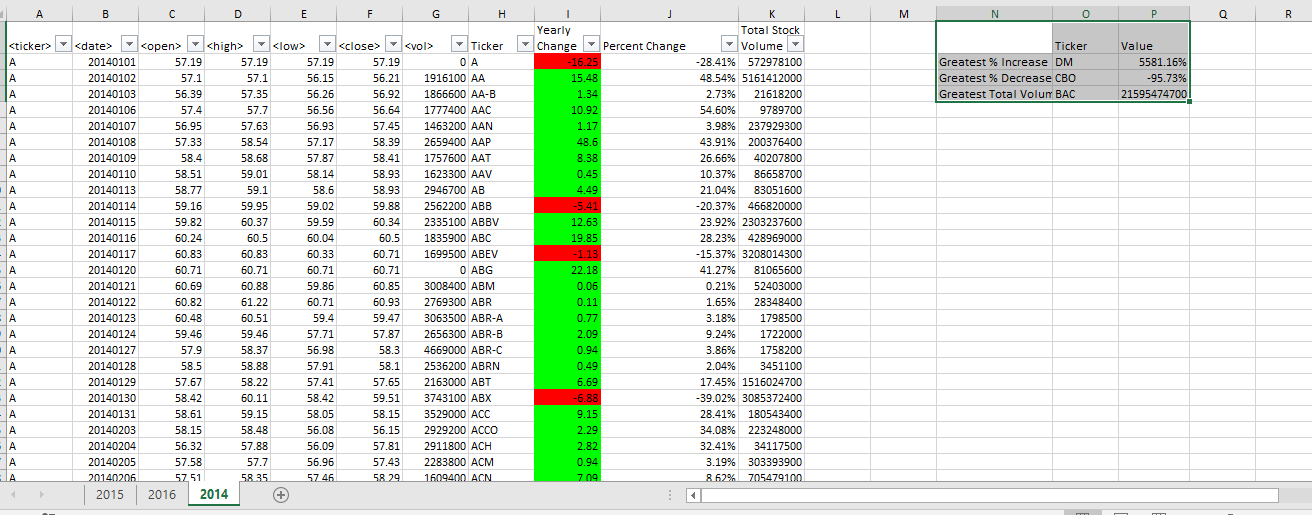 A B C D E F G H I J K L M N O P Q R
<ticker> <date> <open> <high> <low> <close> <vol> Ticker Yearly Change Percent Change Total Stock Volume Ticker Value
A 20140101 57.19 57.19 57.19 57.19 0 A -16.25 -28.41% 572978100 Greatest % Increase DM 5581.16%
A 20140102 57.1 57.1 56.15 56.21 1916100 AA 15.48 48.54% 5161412000 Greatest % Decrease CBO -95.73%
A 20140103 56.39 57.35 56.26 56.92 1866600 AA-B 1.34 2.73% 21618200 Greatest Total Volum BAC 21595474700
A 20140106 57.4 57.7 56.56 56.64 1777400 AAC 10.92 54.60% 9789700
A 20140107 56.95 57.63 56.93 57.45 1463200 AAN 1.17 3.98% 237929300
A 20140108 57.33 58.54 57.17 58.39 2659400 AAP 48.6 43.91% 200376400
A 20140109 58.4 58.68 57.87 58.41 1757600 AAT 8.38 26.66% 40207800
A 20140110 58.51 59.01 58.14 58.93 1623300 AAV 0.45 10.37% 86658700
A 20140113 58.77 59.1 58.6 58.93 2946700 AB 4.49 21.04% 83051600
A 20140114 59.16 59.95 59.02 59.88 2562200 ABB -5.41 -20.37% 466820000
A 20140115 59.82 60.37 59.59 60.34 2335100 ABBV 12.63 23.92% 2303237600
A 20140116 60.24 60.5 60.04 60.5 1835900 ABC 19.85 28.23% 428969000
A 20140117 60.83 60.83 60.33 60.71 1699500 ABEV -1.13 -15.37% 3208014300
A 20140120 60.71 60.71 60.71 60.71 0 ABG 22.18 41.27% 81065600
A 20140121 60.69 60.88 59.86 60.85 3008400 ABM 0.06 0.21% 52403000
A 20140122 60.82 61.22 60.71 60.93 2769300 ABR 0.11 1.65% 28348400
A 20140123 60.48 60.51 59.4 59.47 3063500 ABR-A 0.77 3.18% 1798500
A 20140124 59.46 59.46 57.71 57.87 2656300 ABR-B 2.09 9.24% 1722000
A 20140127 57.9 58.37 56.98 58.3 4669000 ABR-C 0.94 3.86% 1758200
A 20140128 58.5 58.88 57.91 58.1 2536200 ABRN 0.49 2.04% 3451100
A 20140129 57.67 58.22 57.41 57.65 2163000 ABT 6.69 17.45% 1516024700
A 20140130 58.42 60.11 58.42 59.51 3743100 ABX -6.88 -39.02% 3085372400
A 20140131 58.61 59.15 58.05 58.15 3529000 ACC 9.15 28.41% 180543400
A 20140203 58.15 58.48 56.08 56.15 2929200 ACCO 2.29 34.08% 223248000
A 20140204 56.32 57.88 56.09 57.81 2911800 ACH 2.82 32.41% 34117500
A 20140205 57.58 57.7 56.96 57.43 2283800 ACM 0.94 3.19% 303393900
A 20140206 57.51 58.35 57.46 58.29 1609400 ACN 7.09 8.62% 705479100
2015 2016 2014